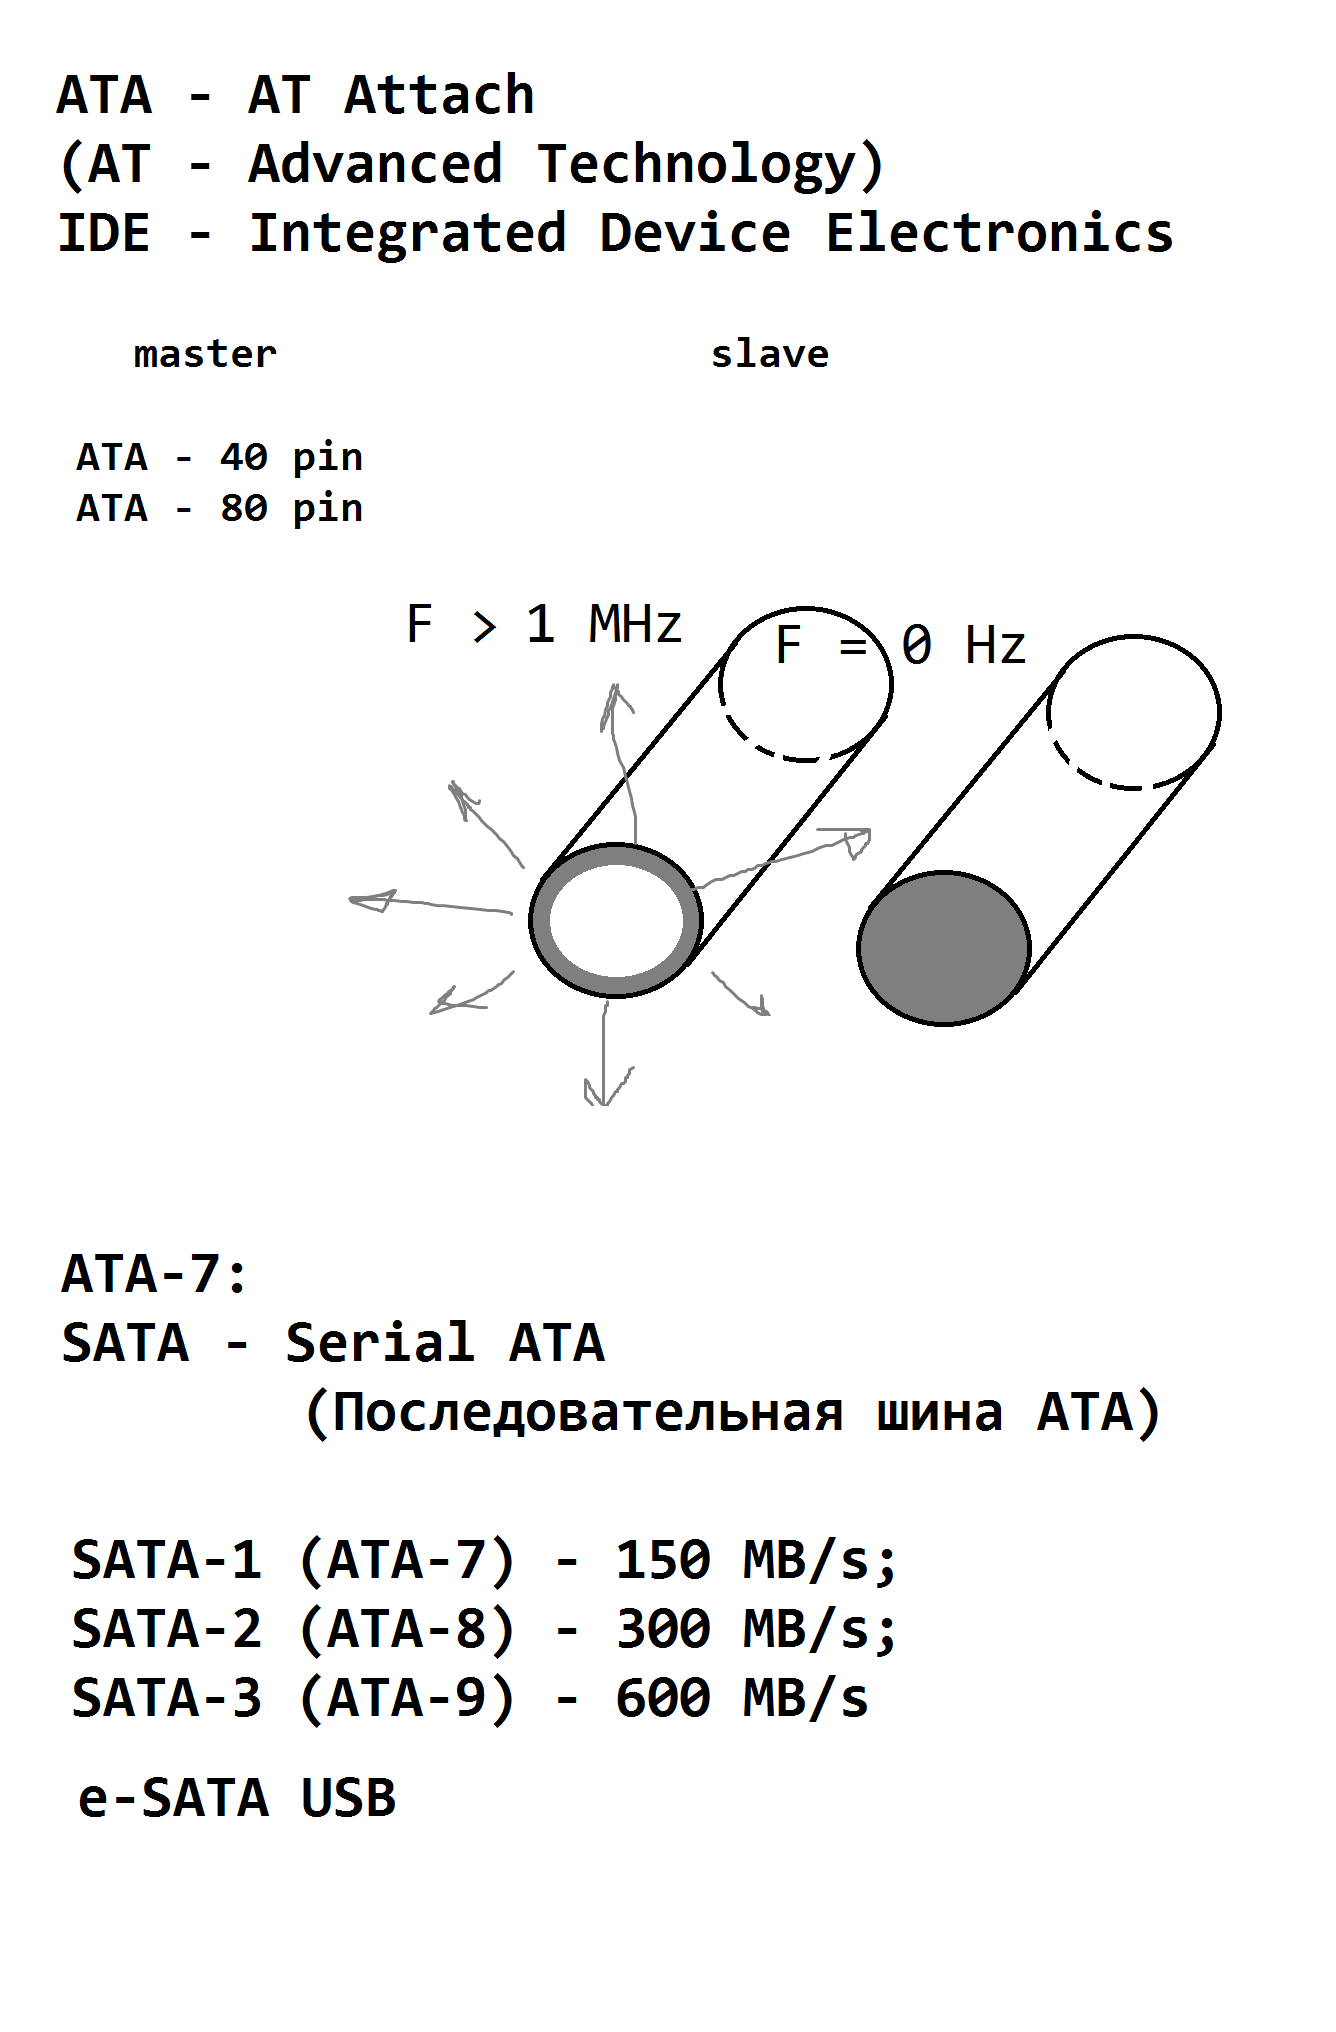 ATA - AT Attach
(AT - Advanced Technology)
IDE - Integrated Device Electronics
master slave
ATA - 40 pin
ATA - 80 pin
F > 1 MHz F = 0 Hz
ATA-7:
SATA - Serial ATA
(Последовательная шина ATA)
SATA-1 (ATA-7) - 150 MB/s;
SATA-2 (ATA-8) - 300 MB/s;
SATA-3 (ATA-9) - 600 MB/s
e-SATA USB